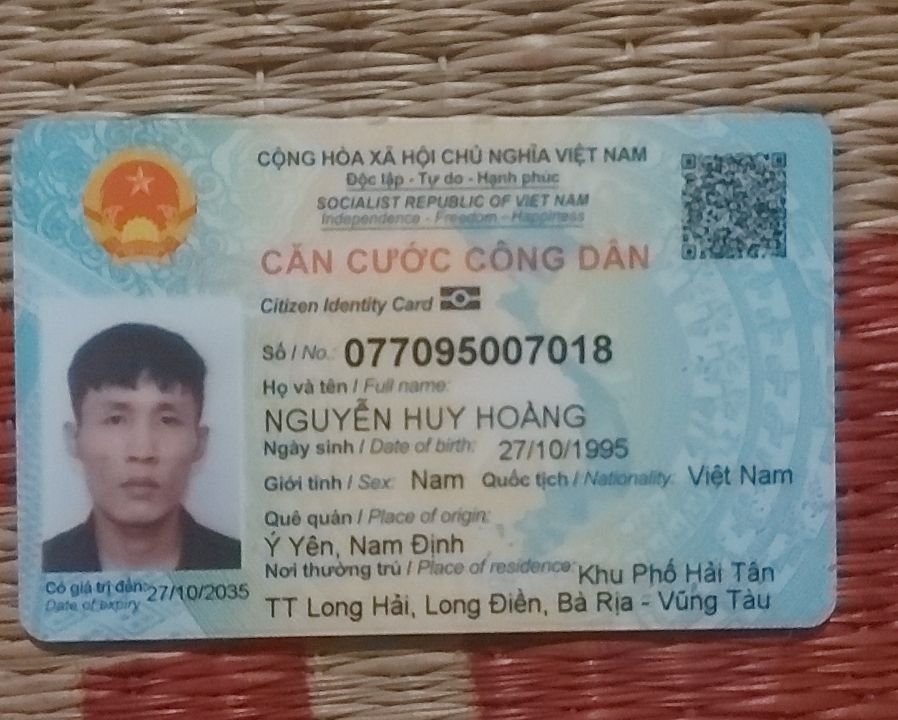 CỘNG HÒA XÃ HỘI CHỦ NGHĨA VIỆT NAM
Độc lập - Tự do - Hạnh phúc
SOCIALIST REPUBLIC OF VIET NAM
Independence - Freedom - Happiness
CĂN CƯỚC CÔNG DÂN
Citizen Identity Card
Số / No.: 077095007018
Họ và tên / Full name:
NGUYỄN HUY HOÀNG
Ngày sinh / Date of birth: 27/10/1995
Giới tính / Sex: Nam Quốc tịch / Nationality: Việt Nam
Quê quán / Place of origin:
Ý Yên, Nam Định
Nơi thường trú / Place of residence: Khu Phố Hải Tân
TT Long Hải, Long Điền, Bà Rịa - Vũng Tàu
Có giá trị đến: 27/10/2035
Date of expiry